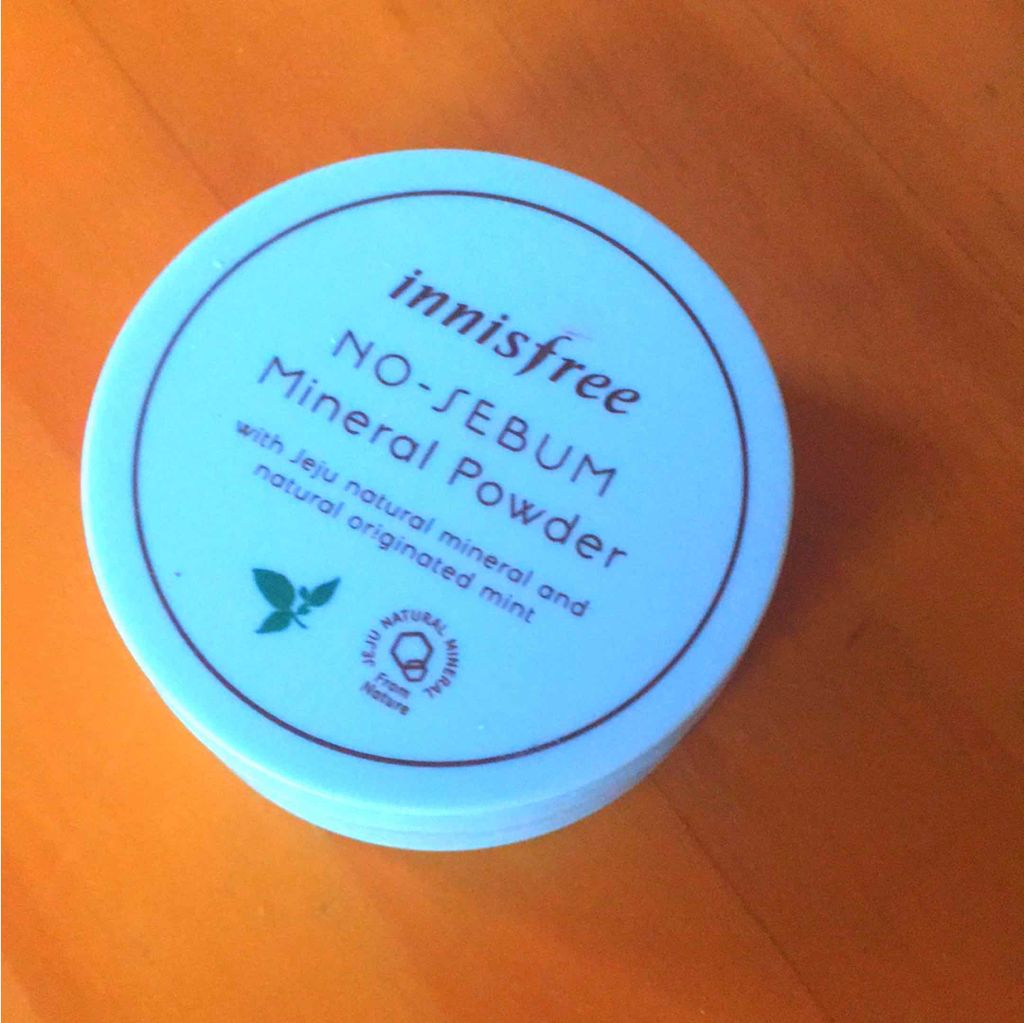 innisfree
NO-SEBUM
Mineral Powder
with Jeju natural mineral and
natural originated mint
JEJU NATURAL MINERAL
From
Nature